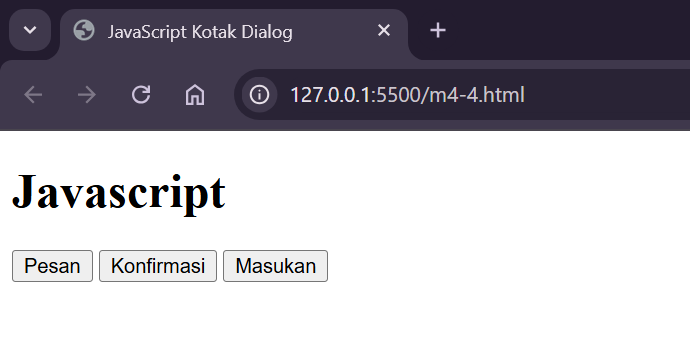 JavaScript Kotak Dialog
127.0.0.1:5500/m4-4.html
Javascript
Pesan Konfirmasi Masukan